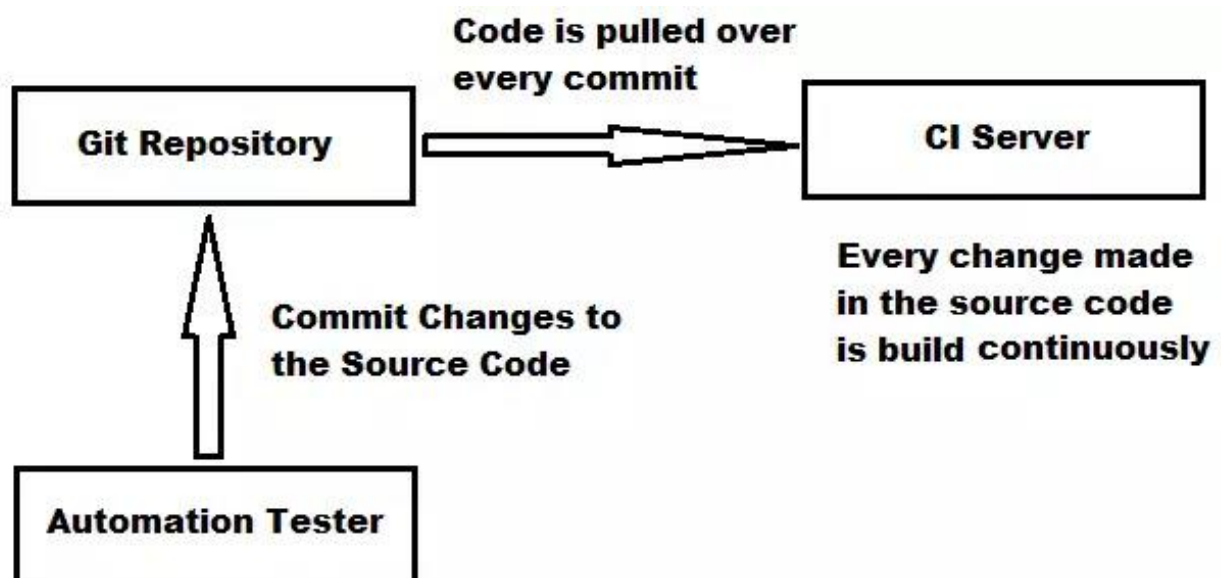 Code is pulled over
every commit
Git Repository
CI Server
Every change made
in the source code
is build continuously
Commit Changes to
the Source Code
Automation Tester